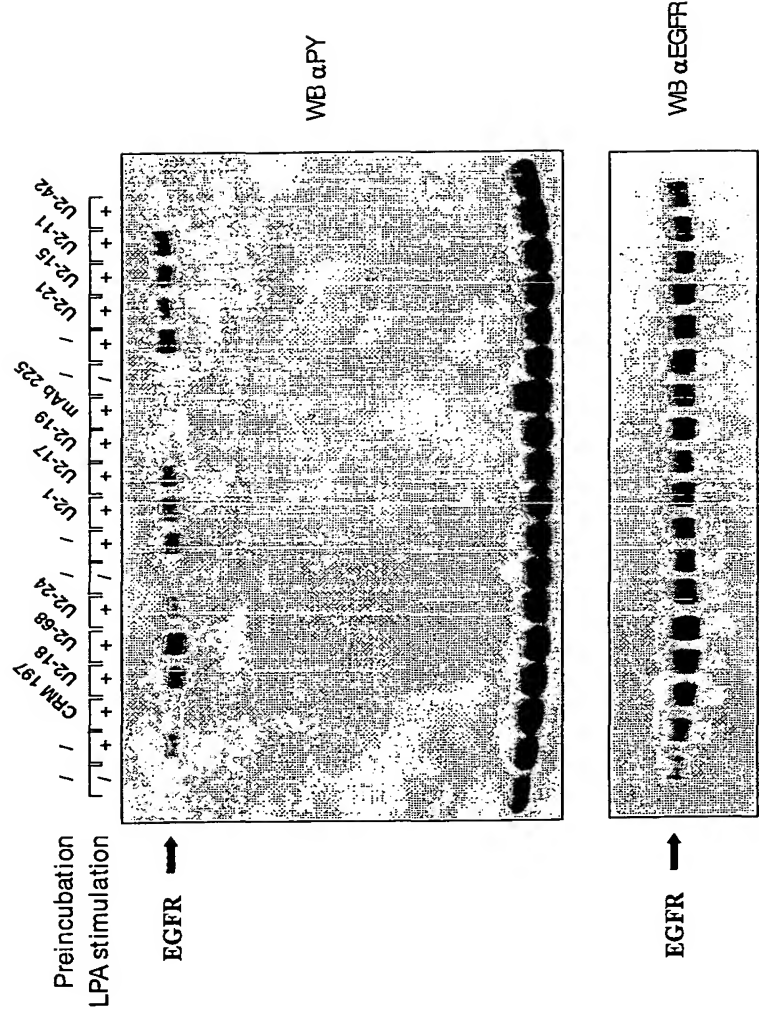 Preincubation / / CRM 197 U2-18 U2-68 U2-24 / / U2-1 U2-17 U2-19 mAb 225 / / U2-21 U2-15 U2-11 U2-42
LPA stimulation / + + + + + / + + + + + / + + + + +
EGFR
WB αPY
EGFR
WB αEGFR